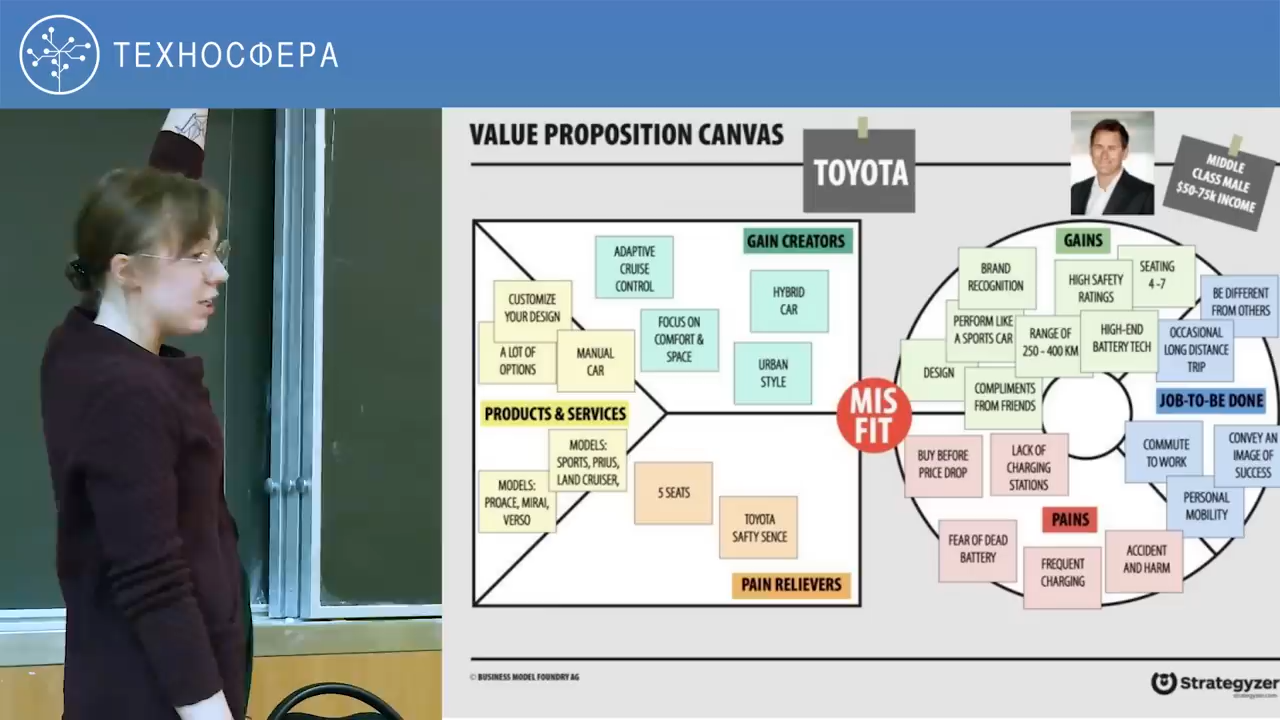 ТЕХНОСФЕРА
VALUE PROPOSITION CANVAS
TOYOTA
MIDDLE
CLASS MALE
$50-75k INCOME
GAIN CREATORS
ADAPTIVE
CRUISE
CONTROL
HYBRID
CAR
CUSTOMIZE
YOUR DESIGN
FOCUS ON
COMFORT &
SPACE
A LOT OF
OPTIONS
MANUAL
CAR
URBAN
STYLE
PRODUCTS & SERVICES
MODELS:
SPORTS, PRIUS,
LAND CRUISER,
MODELS:
PROACE, MIRAI,
VERSO
5 SEATS
TOYOTA
SAFTY SENCE
PAIN RELIEVERS
MIS
FIT
GAINS
BRAND
RECOGNITION
HIGH SAFETY
RATINGS
SEATING
4 -7
BE DIFFERENT
FROM OTHERS
PERFORM LIKE
A SPORTS CAR
RANGE OF
250 - 400 KM
HIGH-END
BATTERY TECH
OCCASIONAL
LONG DISTANCE
TRIP
DESIGN
COMPLIMENTS
FROM FRIENDS
JOB-TO-BE DONE
BUY BEFORE
PRICE DROP
LACK OF
CHARGING
STATIONS
COMMUTE
TO WORK
CONVEY AN
IMAGE OF
SUCCESS
PERSONAL
MOBILITY
PAINS
FEAR OF DEAD
BATTERY
FREQUENT
CHARGING
ACCIDENT
AND HARM
© BUSINESS MODEL FOUNDRY AG
Strategyzer
strategyzer.com